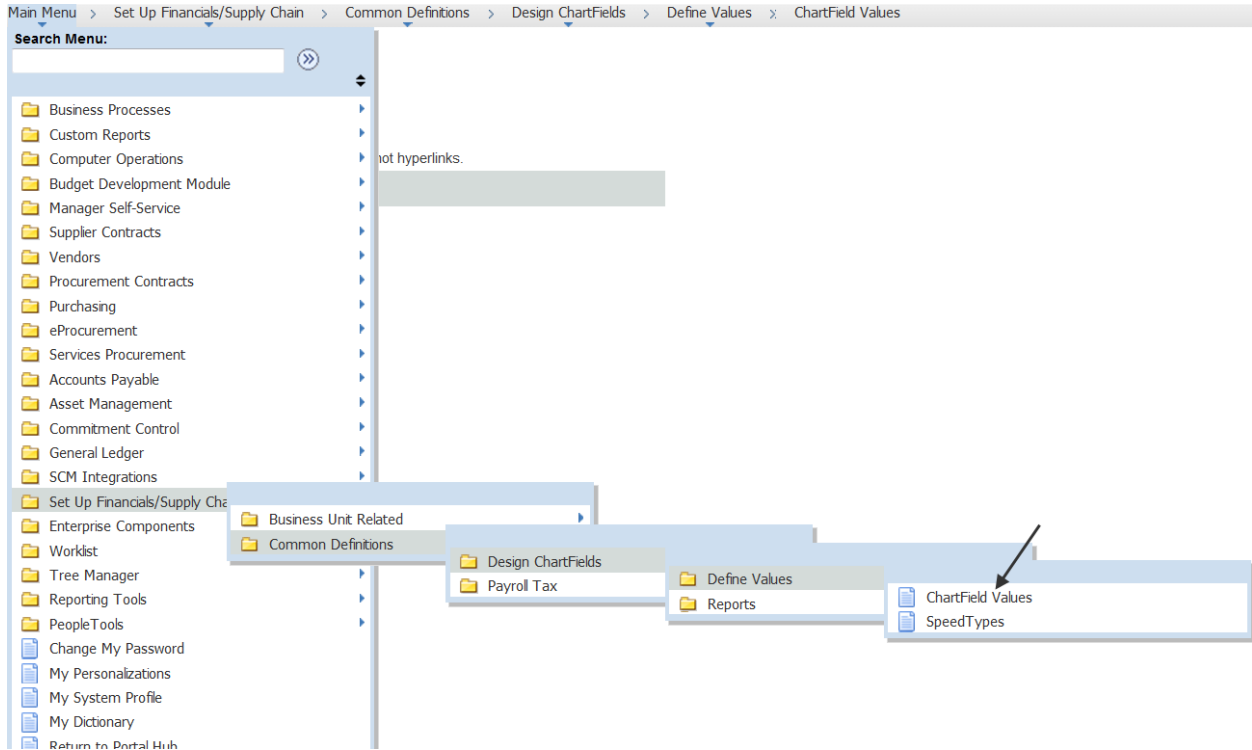 Main Menu > Set Up Financials/Supply Chain > Common Definitions > Design ChartFields > Define Values > ChartField Values
Search Menu:
Business Processes
Custom Reports
Computer Operations
not hyperlinks.
Budget Development Module
Manager Self-Service
Supplier Contracts
Vendors
Procurement Contracts
Purchasing
eProcurement
Services Procurement
Accounts Payable
Asset Management
Commitment Control
General Ledger
SCM Integrations
Set Up Financials/Supply Cha
Business Unit Related
Enterprise Components
Common Definitions
Worklist
Design ChartFields
Tree Manager
Define Values
Payroll Tax
Reporting Tools
ChartField Values
Reports
PeopleTools
SpeedTypes
Change My Password
My Personalizations
My System Profile
My Dictionary
Return to Portal Hub